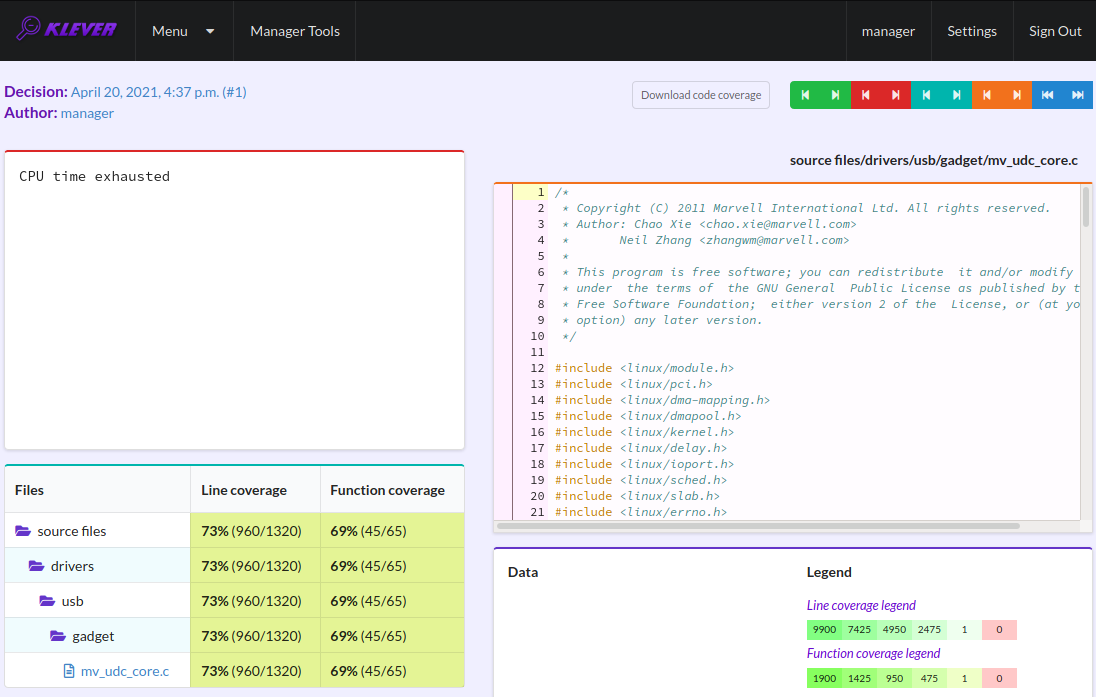 KLEVER Menu Manager Tools manager Settings Sign Out
Decision: April 20, 2021, 4:37 p.m. (#1)
Author: manager
Download code coverage
CPU time exhausted
Files Line coverage Function coverage
source files 73% (960/1320) 69% (45/65)
drivers 73% (960/1320) 69% (45/65)
usb 73% (960/1320) 69% (45/65)
gadget 73% (960/1320) 69% (45/65)
mv_udc_core.c 73% (960/1320) 69% (45/65)
source files/drivers/usb/gadget/mv_udc_core.c
1 /*
2 * Copyright (C) 2011 Marvell International Ltd. All rights reserved.
3 * Author: Chao Xie <chao.xie@marvell.com>
4 * Neil Zhang <zhangwm@marvell.com>
5 *
6 * This program is free software; you can redistribute it and/or modify
7 * under the terms of the GNU General Public License as published by t
8 * Free Software Foundation; either version 2 of the License, or (at yo
9 * option) any later version.
10 */
11
12 #include <linux/module.h>
13 #include <linux/pci.h>
14 #include <linux/dma-mapping.h>
15 #include <linux/dmapool.h>
16 #include <linux/kernel.h>
17 #include <linux/delay.h>
18 #include <linux/ioport.h>
19 #include <linux/sched.h>
20 #include <linux/slab.h>
21 #include <linux/errno.h>
Data
Legend
Line coverage legend
9900 7425 4950 2475 1 0
Function coverage legend
1900 1425 950 475 1 0